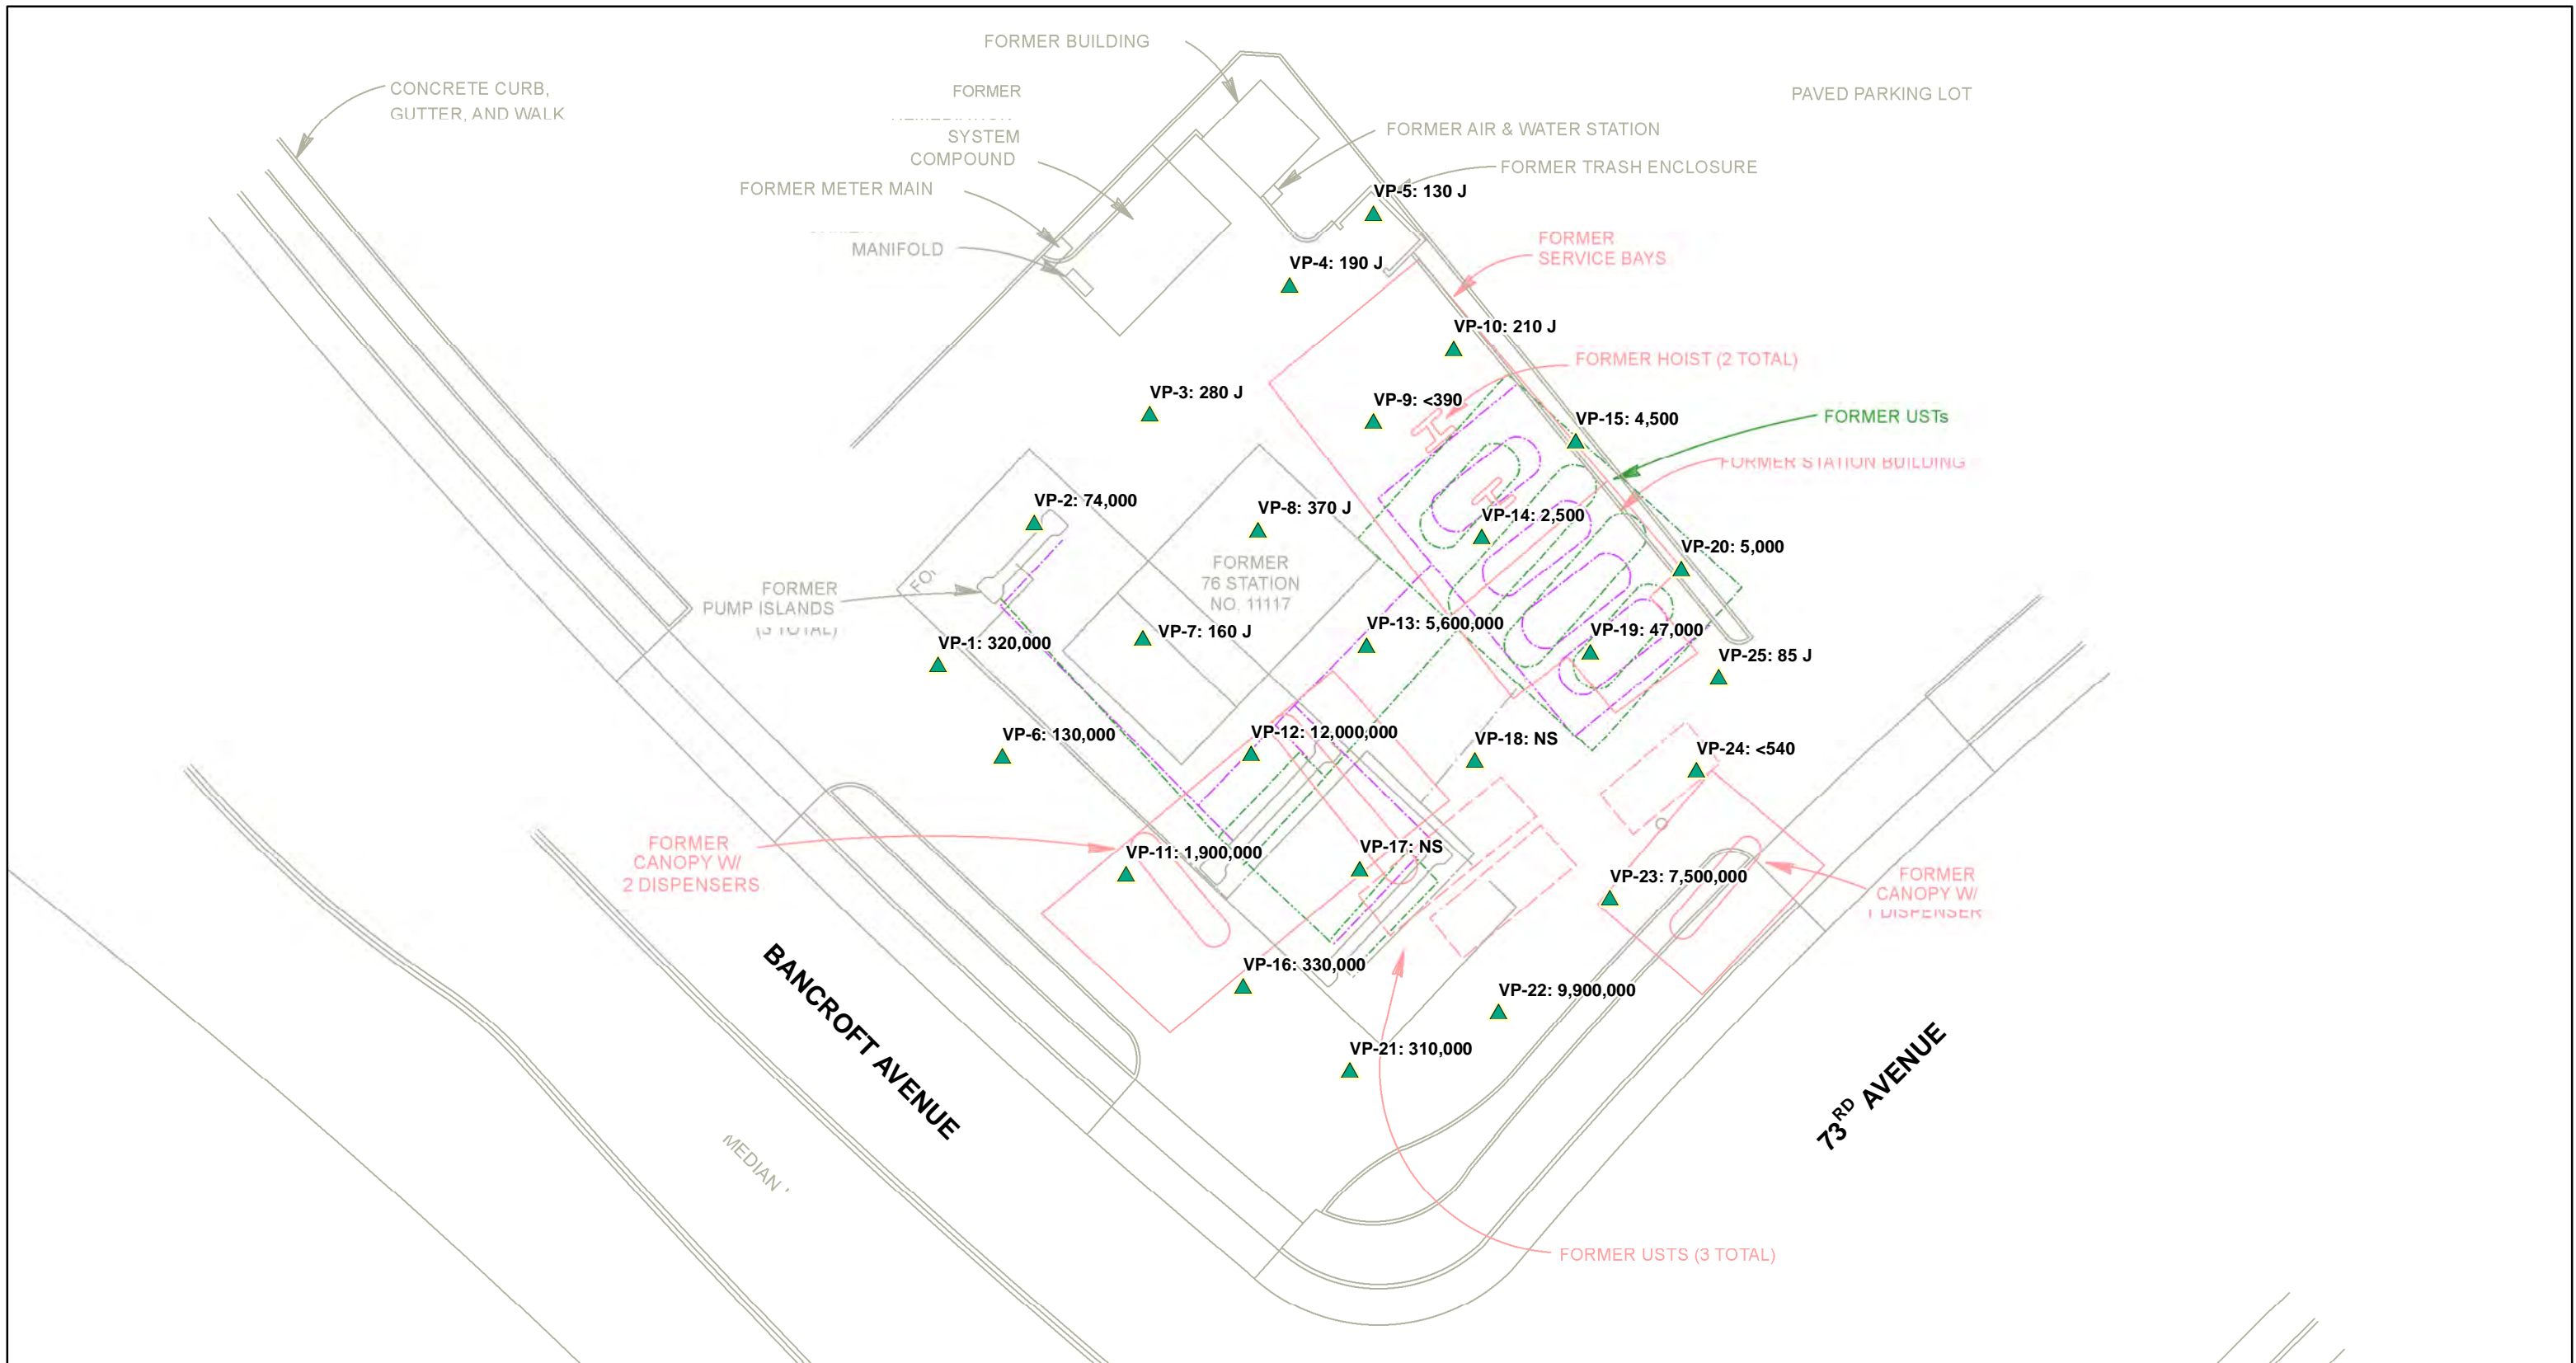 FORMER BUILDING
CONCRETE CURB,
GUTTER, AND WALK
FORMER
SYSTEM
COMPOUND
PAVED PARKING LOT
FORMER AIR & WATER STATION
FORMER TRASH ENCLOSURE
FORMER METER MAIN
MANIFOLD
VP-5: 130 J
FORMER
SERVICE BAYS
VP-4: 190 J
VP-10: 210 J
FORMER HOIST (2 TOTAL)
VP-3: 280 J
VP-9: <390
VP-15: 4,500
FORMER USTs
FORMER STATION BUILDING
VP-2: 74,000
VP-8: 370 J
VP-14: 2,500
VP-20: 5,000
FORMER
76 STATION
NO. 11117
FORMER
PUMP ISLANDS
(3 TOTAL)
VP-1: 320,000
VP-7: 160 J
VP-13: 5,600,000
VP-19: 47,000
VP-25: 85 J
VP-6: 130,000
VP-12: 12,000,000
VP-18: NS
VP-24: <540
FORMER
CANOPY W/
2 DISPENSERS
VP-11: 1,900,000
VP-17: NS
VP-23: 7,500,000
FORMER
CANOPY W/
1 DISPENSER
VP-16: 330,000
VP-22: 9,900,000
VP-21: 310,000
BANCROFT AVENUE
73RD AVENUE
MEDIAN
FORMER USTS (3 TOTAL)